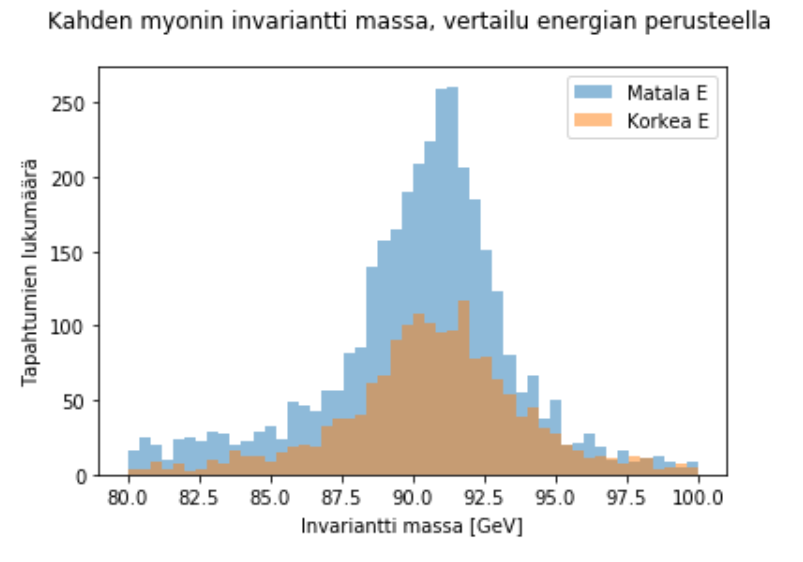 Kahden myonin invariantti massa, vertailu energian perusteella
Matala E
Korkea E
Tapahtumien lukumäärä
250
200
150
100
50
0
80.0 82.5 85.0 87.5 90.0 92.5 95.0 97.5 100.0
Invariantti massa [GeV]